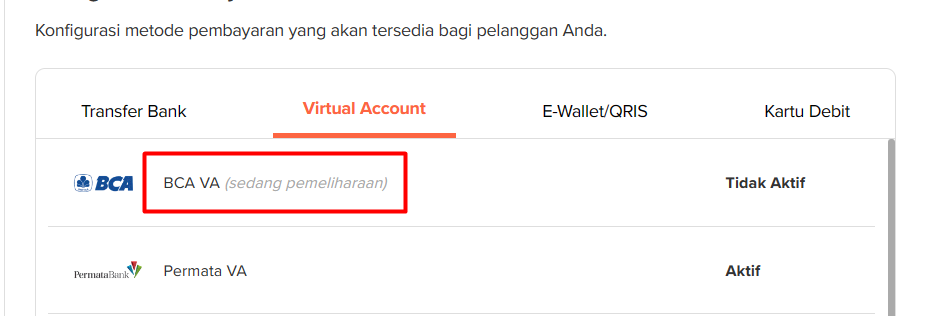 Konfigurasi metode pembayaran yang akan tersedia bagi pelanggan Anda.
Transfer Bank Virtual Account E-Wallet/QRIS Kartu Debit
BCA BCA VA (sedang pemeliharaan) Tidak Aktif
PermataBank Permata VA Aktif